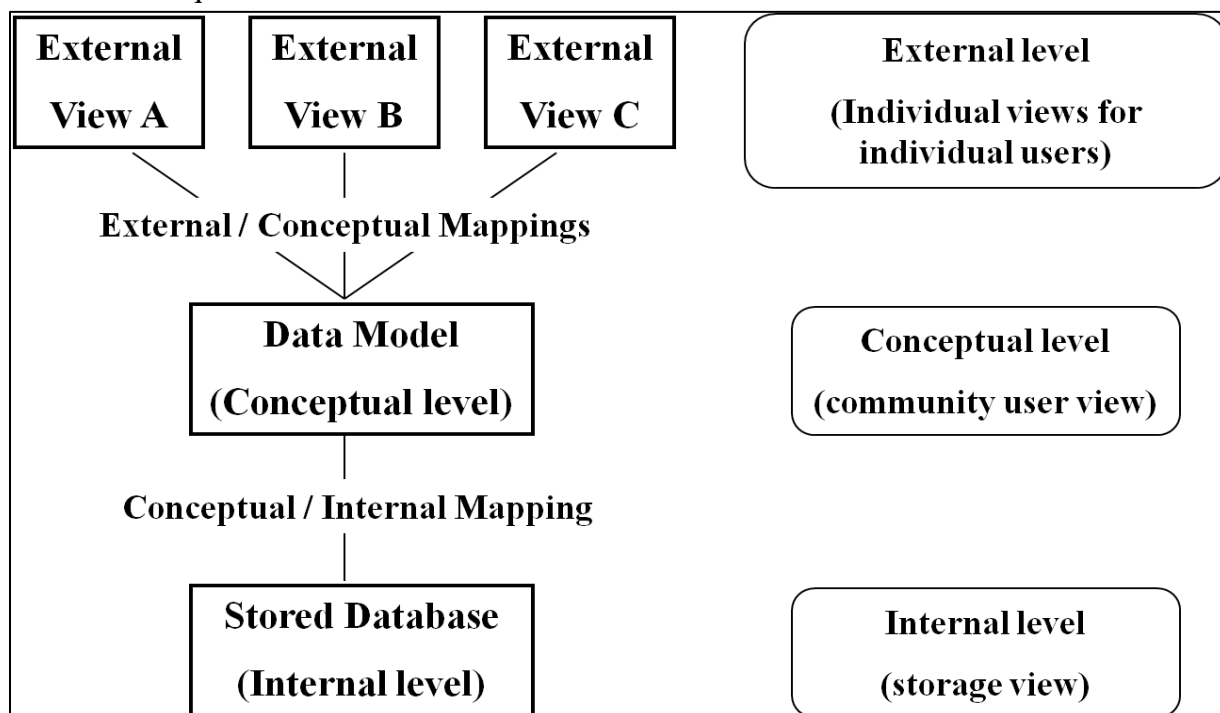 External
View A
External
View B
External
View C
External level
(Individual views for
individual users)
External / Conceptual Mappings
Data Model
(Conceptual level)
Conceptual level
(community user view)
Conceptual / Internal Mapping
Stored Database
(Internal level)
Internal level
(storage view)